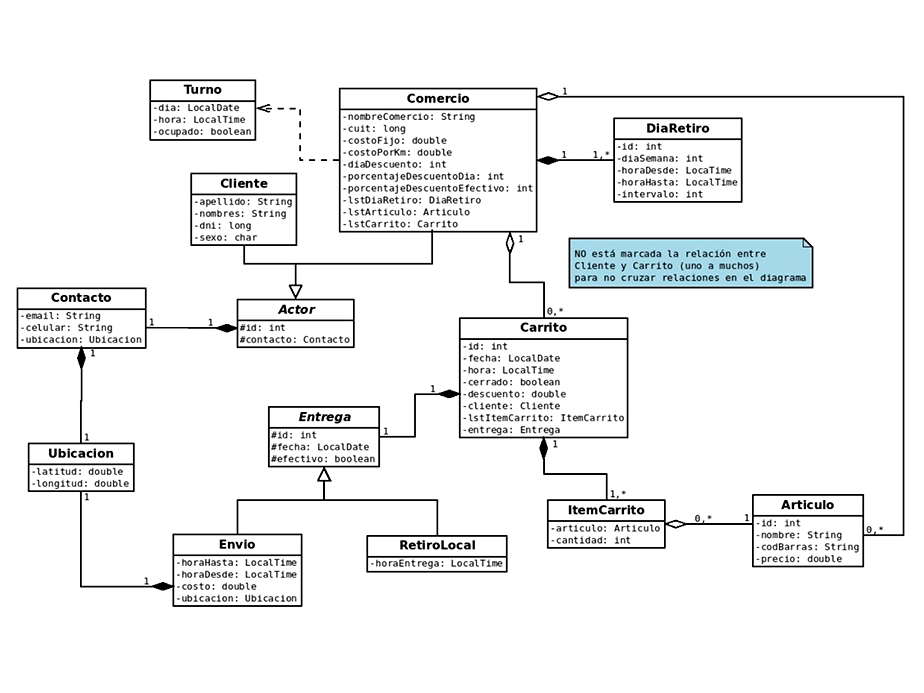 Turno
-dia: LocalDate
-hora: LocalTime
-ocupado: boolean
Comercio
-nombreComercio: String
-cuit: long
-costoFijo: double
-costoPorKm: double
-diaDescuento: int
-porcentajeDescuentoDia: int
-porcentajeDescuentoEfectivo: int
-lstDiaRetiro: DiaRetiro
-lstArticulo: Articulo
-lstCarrito: Carrito
1
1
1,*
1
DiaRetiro
-id: int
-diaSemana: int
-horaDesde: LocaTime
-horaHasta: LocalTime
-intervalo: int
Cliente
-apellido: String
-nombres: String
-dni: long
-sexo: char
NO está marcada la relación entre
Cliente y Carrito (uno a muchos)
para no cruzar relaciones en el diagrama
Contacto
-email: String
-celular: String
-ubicacion: Ubicacion
1
1
1
Actor
#id: int
#contacto: Contacto
0,*
Carrito
-id: int
-fecha: LocalDate
-hora: LocalTime
-cerrado: boolean
-descuento: double
-cliente: Cliente
-lstItemCarrito: ItemCarrito
-entrega: Entrega
1
1
1
Entrega
#id: int
#fecha: LocalDate
#efectivo: boolean
1
Ubicacion
-latitud: double
-longitud: double
1
1
1,*
ItemCarrito
-articulo: Articulo
-cantidad: int
0,*
1
Articulo
-id: int
-nombre: String
-codBarras: String
-precio: double
0,*
Envio
-horaHasta: LocalTime
-horaDesde: LocalTime
-costo: double
-ubicacion: Ubicacion
RetiroLocal
-horaEntrega: LocalTime